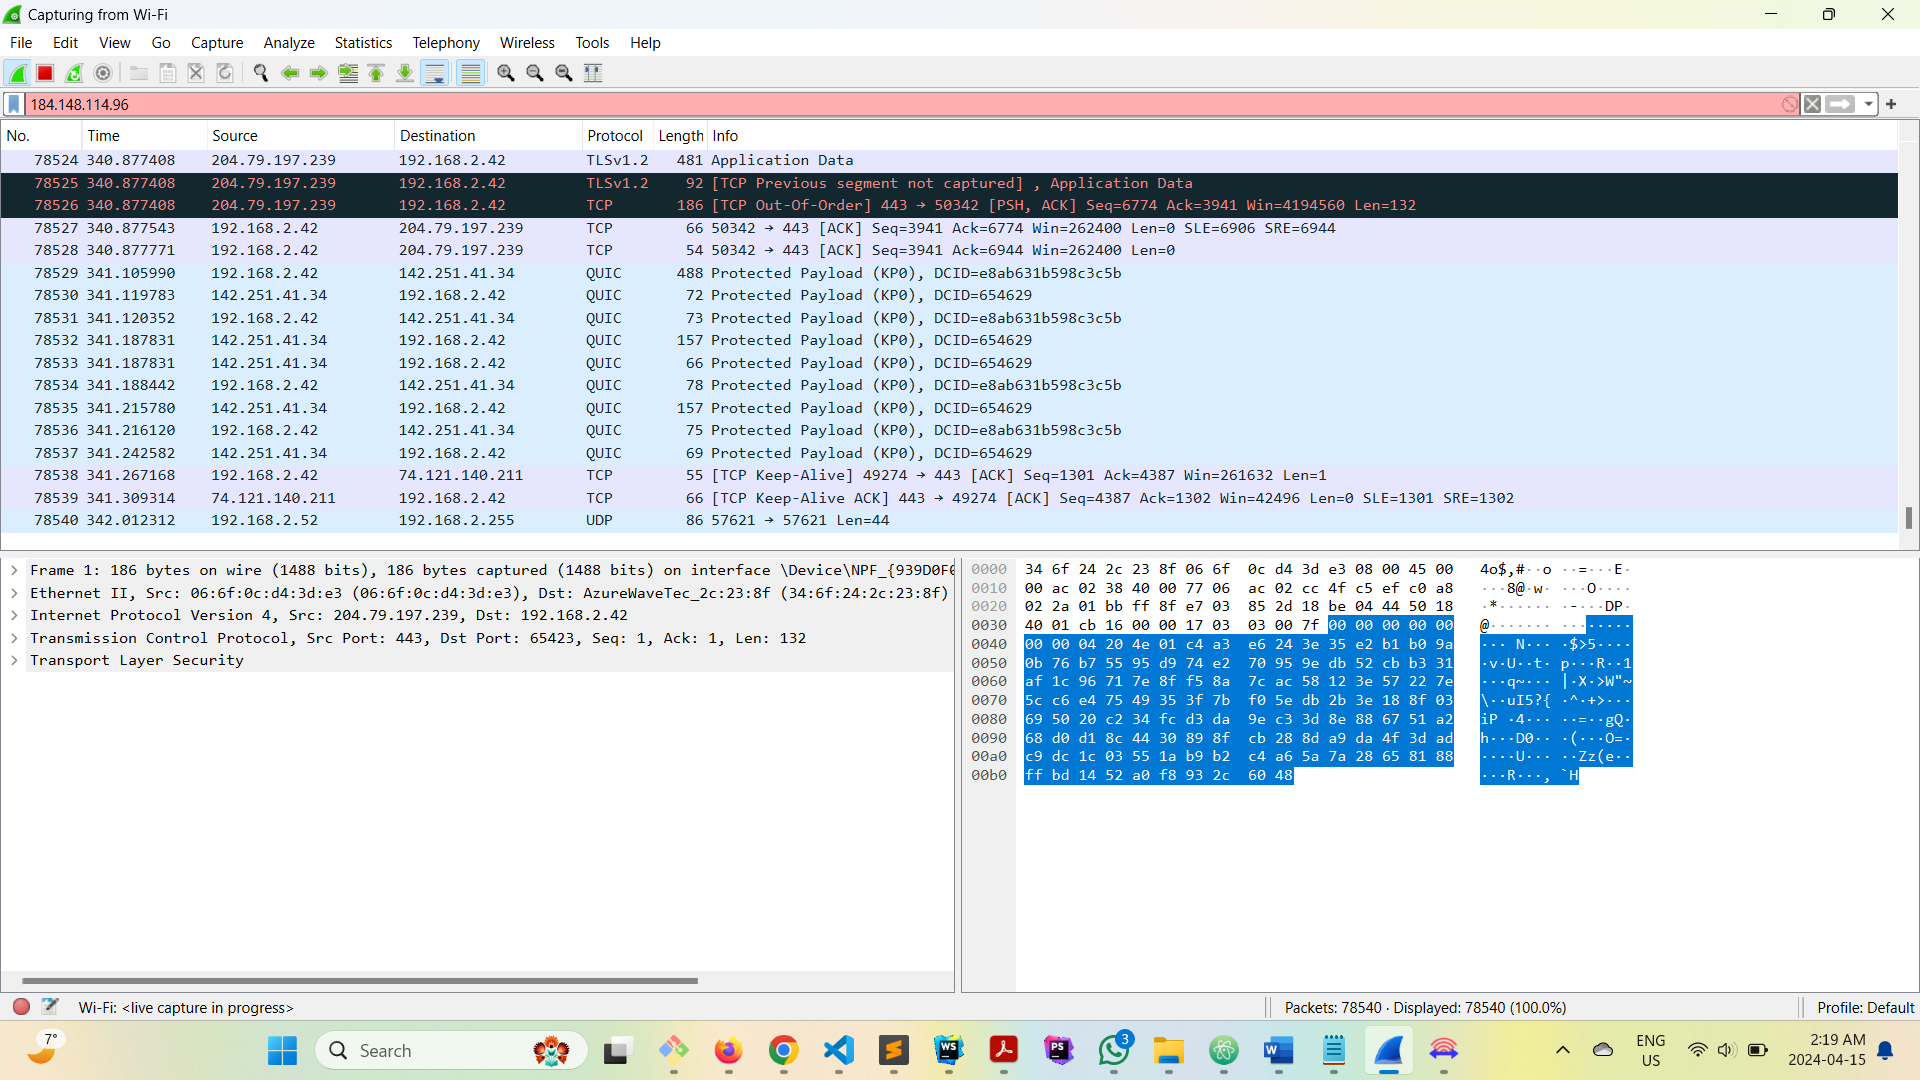 Capturing from Wi-Fi
File Edit View Go Capture Analyze Statistics Telephony Wireless Tools Help
184.148.114.96
No. Time Source Destination Protocol Length Info
78524 340.877408 204.79.197.239 192.168.2.42 TLSv1.2 481 Application Data
78525 340.877408 204.79.197.239 192.168.2.42 TLSv1.2 92 [TCP Previous segment not captured] , Application Data
78526 340.877408 204.79.197.239 192.168.2.42 TCP 186 [TCP Out-Of-Order] 443 → 50342 [PSH, ACK] Seq=6774 Ack=3941 Win=4194560 Len=132
78527 340.877543 192.168.2.42 204.79.197.239 TCP 66 50342 → 443 [ACK] Seq=3941 Ack=6774 Win=262400 Len=0 SLE=6906 SRE=6944
78528 340.877771 192.168.2.42 204.79.197.239 TCP 54 50342 → 443 [ACK] Seq=3941 Ack=6944 Win=262400 Len=0
78529 341.105990 192.168.2.42 142.251.41.34 QUIC 488 Protected Payload (KP0), DCID=e8ab631b598c3c5b
78530 341.119783 142.251.41.34 192.168.2.42 QUIC 72 Protected Payload (KP0), DCID=654629
78531 341.120352 192.168.2.42 142.251.41.34 QUIC 73 Protected Payload (KP0), DCID=e8ab631b598c3c5b
78532 341.187831 142.251.41.34 192.168.2.42 QUIC 157 Protected Payload (KP0), DCID=654629
78533 341.187831 142.251.41.34 192.168.2.42 QUIC 66 Protected Payload (KP0), DCID=654629
78534 341.188442 192.168.2.42 142.251.41.34 QUIC 78 Protected Payload (KP0), DCID=e8ab631b598c3c5b
78535 341.215780 142.251.41.34 192.168.2.42 QUIC 157 Protected Payload (KP0), DCID=654629
78536 341.216120 192.168.2.42 142.251.41.34 QUIC 75 Protected Payload (KP0), DCID=e8ab631b598c3c5b
78537 341.242582 142.251.41.34 192.168.2.42 QUIC 69 Protected Payload (KP0), DCID=654629
78538 341.267168 192.168.2.42 74.121.140.211 TCP 55 [TCP Keep-Alive] 49274 → 443 [ACK] Seq=1301 Ack=4387 Win=261632 Len=1
78539 341.309314 74.121.140.211 192.168.2.42 TCP 66 [TCP Keep-Alive ACK] 443 → 49274 [ACK] Seq=4387 Ack=1302 Win=42496 Len=0 SLE=1301 SRE=1302
78540 342.012312 192.168.2.52 192.168.2.255 UDP 86 57621 → 57621 Len=44
Frame 1: 186 bytes on wire (1488 bits), 186 bytes captured (1488 bits) on interface \Device\NPF_{939D0F0
Ethernet II, Src: 06:6f:0c:d4:3d:e3 (06:6f:0c:d4:3d:e3), Dst: AzureWaveTec_2c:23:8f (34:6f:24:2c:23:8f)
Internet Protocol Version 4, Src: 204.79.197.239, Dst: 192.168.2.42
Transmission Control Protocol, Src Port: 443, Dst Port: 65423, Seq: 1, Ack: 1, Len: 132
Transport Layer Security
0000 34 6f 24 2c 23 8f 06 6f 0c d4 3d e3 08 00 45 00 4o$,#··o ··=···E·
0010 00 ac 02 38 40 00 77 06 ac 02 cc 4f c5 ef c0 a8 ···8@·w· ···O····
0020 02 2a 01 bb ff 8f e7 03 85 2d 18 be 04 44 50 18 ·*······ ·-···DP·
0030 40 01 cb 16 00 00 17 03 03 00 7f 00 00 00 00 00 @······· ········
0040 00 00 04 20 4e 01 c4 a3 e6 24 3e 35 e2 b1 b0 9a ··· N··· ·$>5····
0050 0b 76 b7 55 95 d9 74 e2 70 95 9e db 52 cb b3 31 ·v·U··t· p···R··1
0060 af 1c 96 71 7e 8f f5 8a 7c ac 58 12 3e 57 22 7e ···q~··· |·X·>W"~
0070 5c c6 e4 75 49 35 3f 7b f0 5e db 2b 3e 18 8f 03 \··uI5?{ ·^·+>···
0080 69 50 20 c2 34 fc d3 da 9e c3 3d 8e 88 67 51 a2 iP ·4··· ··=··gQ·
0090 68 d0 d1 8c 44 30 89 8f cb 28 8d a9 da 4f 3d ad h···D0·· ·(···O=·
00a0 c9 dc 1c 03 55 1a b9 b2 c4 a6 5a 7a 28 65 81 88 ····U··· ··Zz(e··
00b0 ff bd 14 52 a0 f8 93 2c 60 48 ···R···, `H
Wi-Fi: <live capture in progress>
Packets: 78540 · Displayed: 78540 (100.0%)
Profile: Default
7°
Search
WS
PS
3
W
ENG
US
2:19 AM
2024-04-15